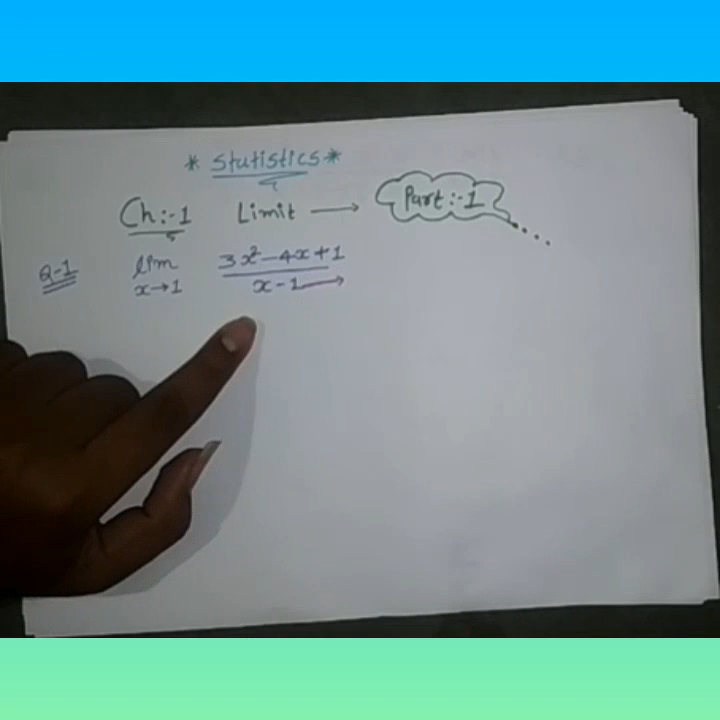 * Statistics *
Ch:-1 Limit → Part:-1
Q-1 lim x→1 3x²-4x+1 / x-1